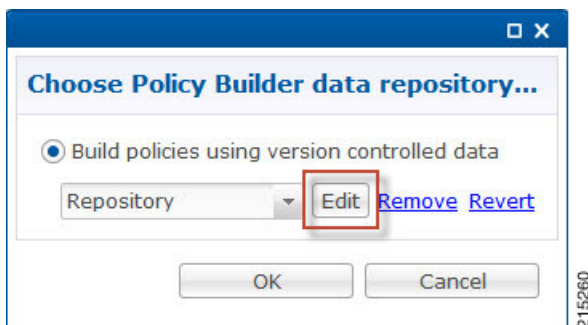 Choose Policy Builder data repository...
Build policies using version controlled data
Repository Edit Remove Revert
OK Cancel
215260